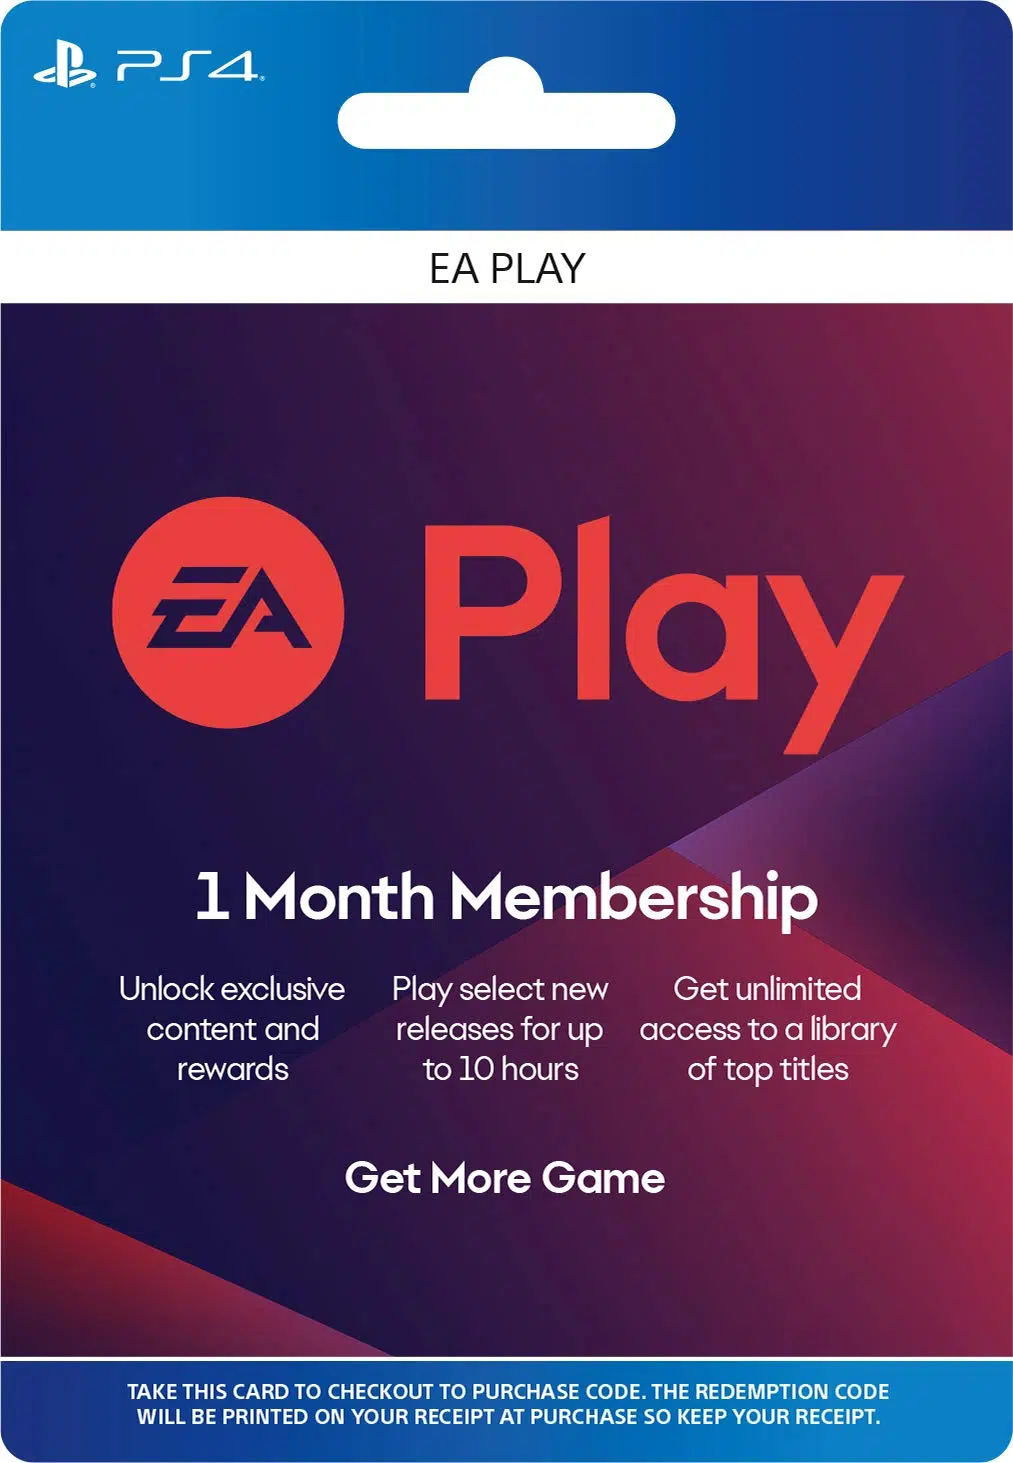 PS4
EA PLAY
EA Play
1 Month Membership
Unlock exclusive
content and
rewards
Play select new
releases for up
to 10 hours
Get unlimited
access to a library
of top titles
Get More Game
TAKE THIS CARD TO CHECKOUT TO PURCHASE CODE. THE REDEMPTION CODE
WILL BE PRINTED ON YOUR RECEIPT AT PURCHASE SO KEEP YOUR RECEIPT.